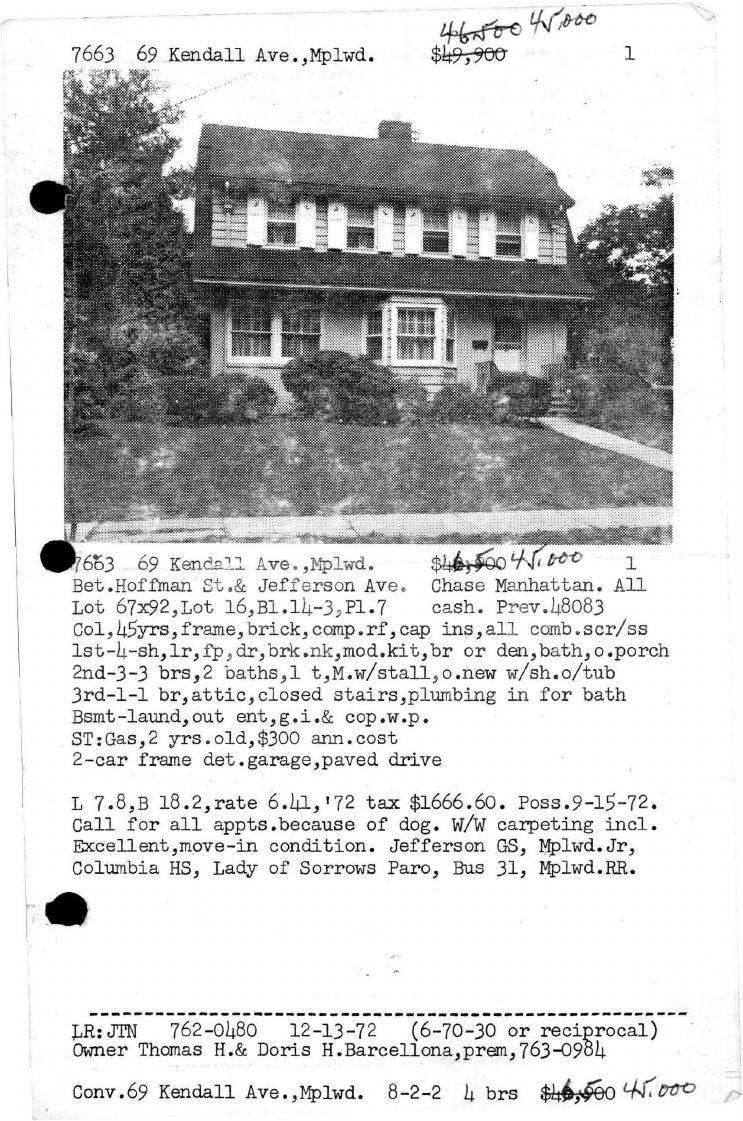 46.500 45,000
7663 69 Kendall Ave.,Mplwd. $49,900 1
7663 69 Kendall Ave.,Mplwd. 45,000 1
Bet.Hoffman St.& Jefferson Ave. Chase Manhattan. All
Lot 67x92,Lot 16,Bl.14-3,Pl.7 cash. Prev.48083
Col,45yrs,frame,brick,comp.rf,cap ins,all comb.scr/ss
1st-4-sh,lr,fp,dr,brk.nk,mod.kit,br or den,bath,o.porch
2nd-3-3 brs,2 baths,1 t,M.w/stall,o.new w/sh.o/tub
3rd-1-1 br,attic,closed stairs,plumbing in for bath
Bsmt-laund,out ent,g.i.& cop.w.p.
ST:Gas,2 yrs.old,$300 ann.cost
2-car frame det.garage,paved drive
L 7.8,B 18.2,rate 6.41,'72 tax $1666.60. Poss.9-15-72.
Call for all appts.because of dog. W/W carpeting incl.
Excellent,move-in condition. Jefferson GS, Mplwd.Jr,
Columbia HS, Lady of Sorrows Paro, Bus 31, Mplwd.RR.
LR:JTN 762-0480 12-13-72 (6-70-30 or reciprocal)
Owner Thomas H.& Doris H.Barcellona,prem,763-0984
Conv.69 Kendall Ave.,Mplwd. 8-2-2 4 brs 45,000